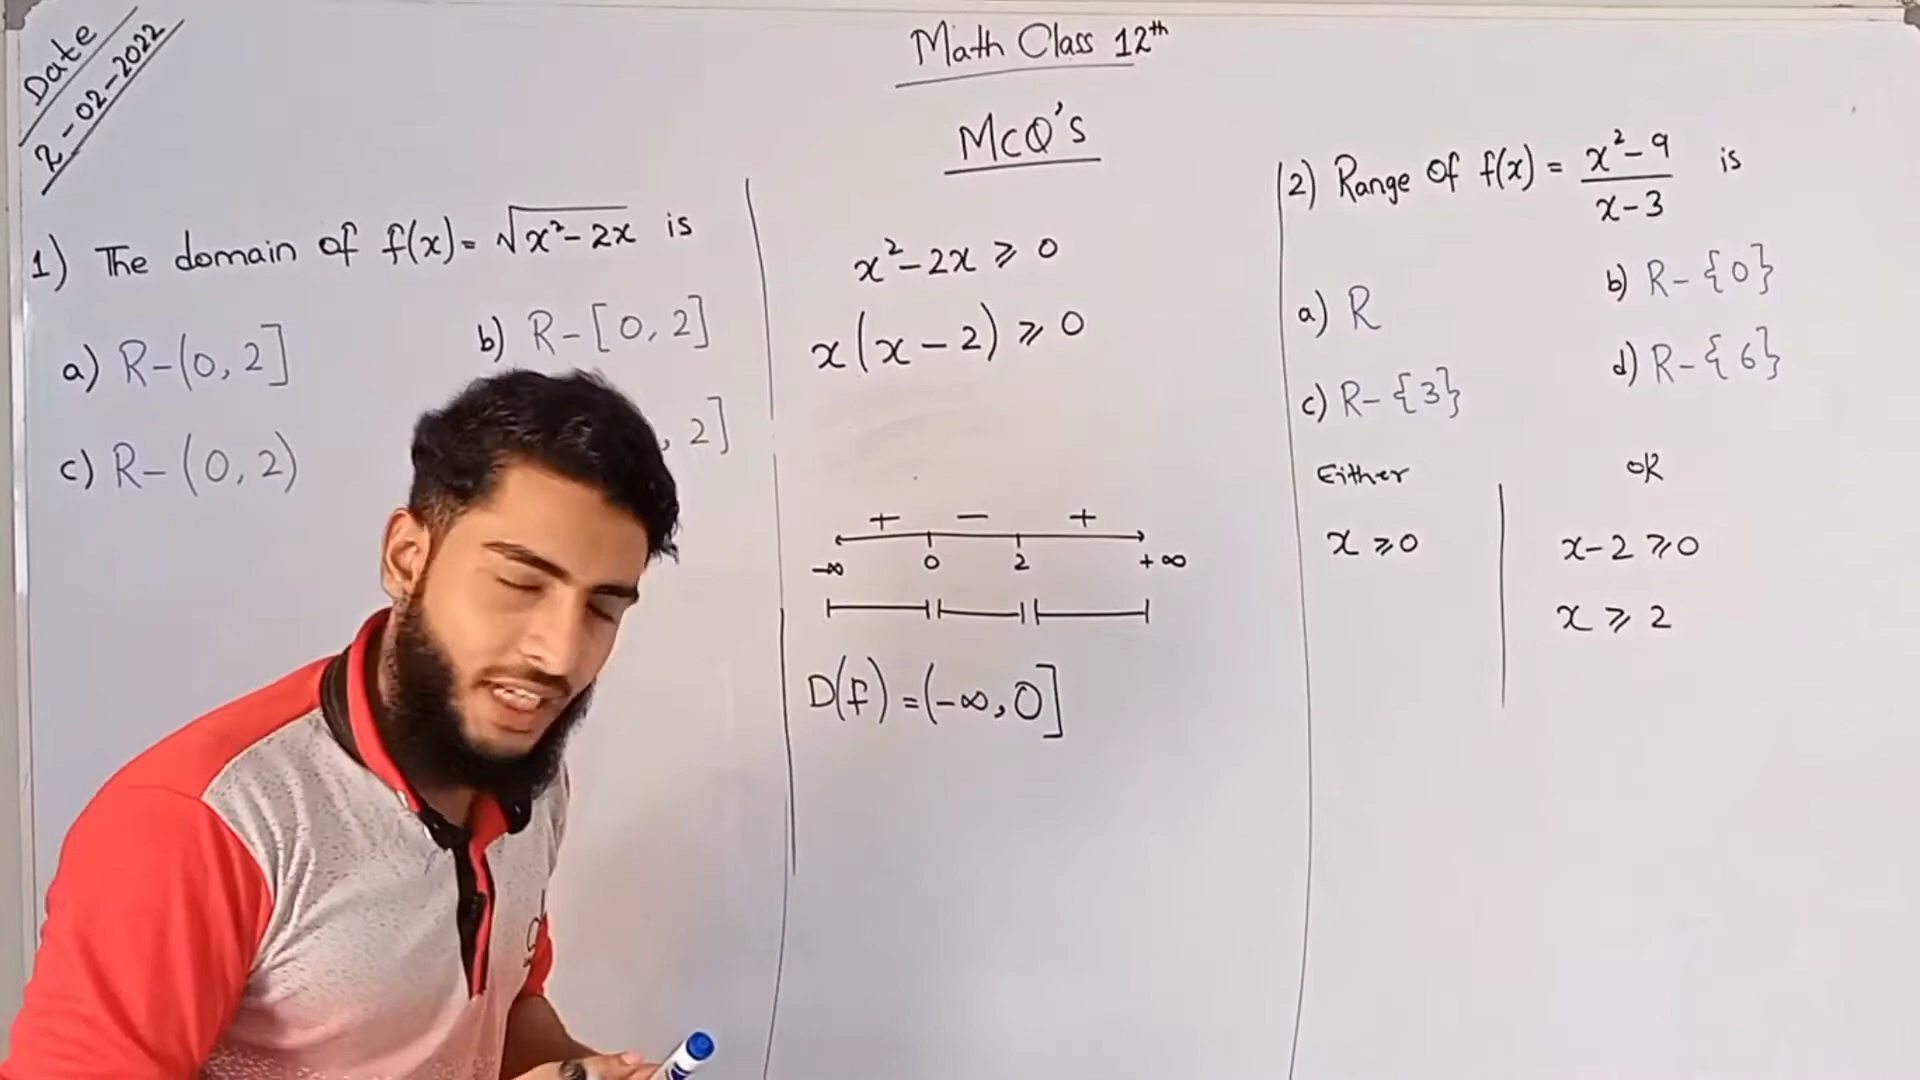 Date
2-02-2022
Math Class 12th
MCQ's
1) The domain of f(x) = √x²-2x is
a) R-(0, 2]
b) R-[0, 2]
c) R-(0, 2)
, 2]
x²-2x ⩾ 0
x(x-2) ⩾ 0
+ - +
-∞ 0 2 +∞
D(f) = (-∞, 0]
2) Range of f(x) = x²-9 / x-3 is
a) R
b) R-{0}
c) R-{3}
d) R-{6}
Either
OR
x ⩾ 0
x-2 ⩾ 0
x ⩾ 2